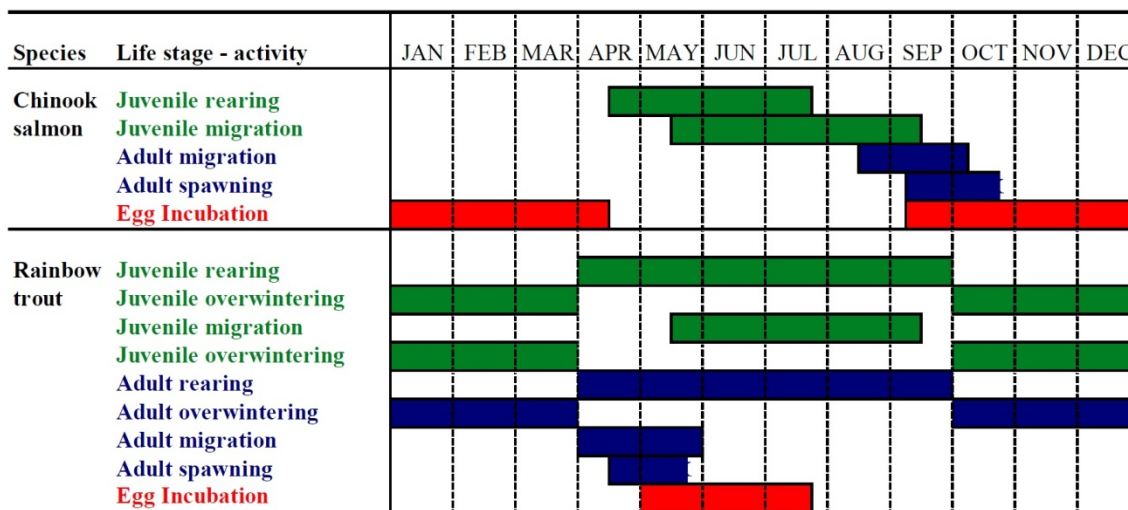 Species Life stage - activity JAN FEB MAR APR MAY JUN JUL AUG SEP OCT NOV DEC
Chinook Juvenile rearing
salmon Juvenile migration
Adult migration
Adult spawning
Egg Incubation
Rainbow Juvenile rearing
trout Juvenile overwintering
Juvenile migration
Juvenile overwintering
Adult rearing
Adult overwintering
Adult migration
Adult spawning
Egg Incubation